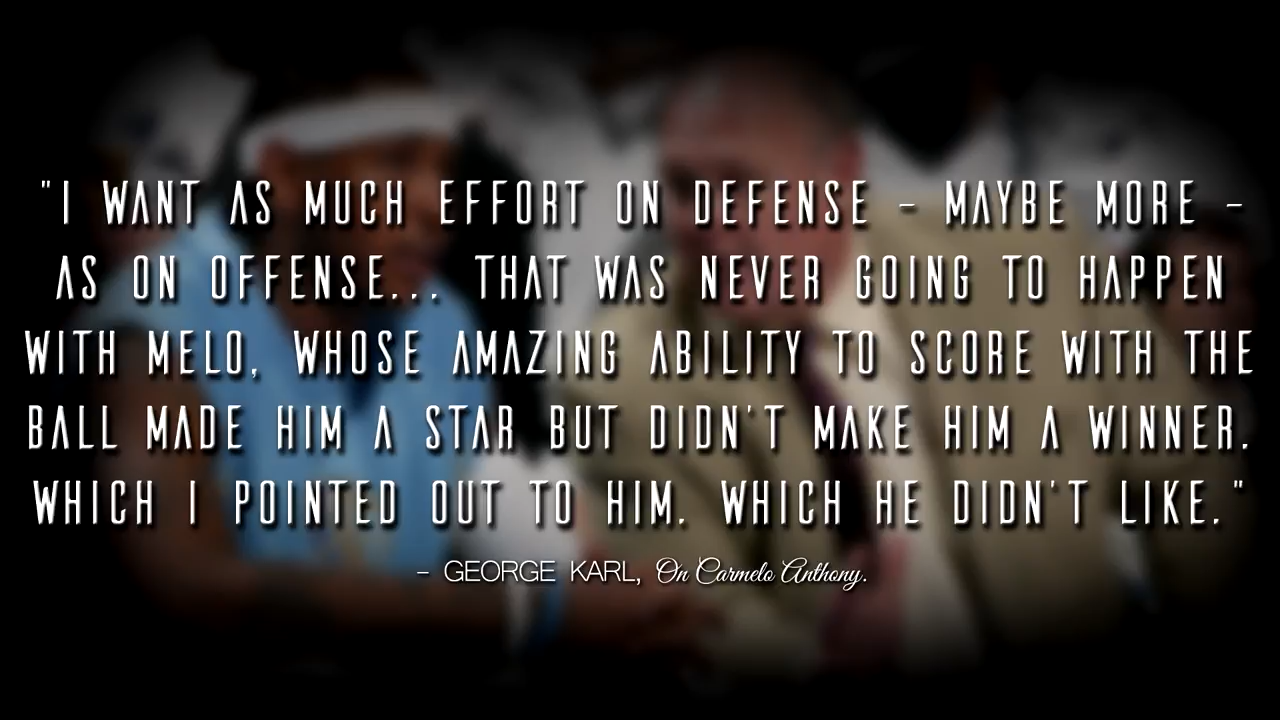 "I WANT AS MUCH EFFORT ON DEFENSE - MAYBE MORE -
AS ON OFFENSE... THAT WAS NEVER GOING TO HAPPEN
WITH MELO, WHOSE AMAZING ABILITY TO SCORE WITH THE
BALL MADE HIM A STAR BUT DIDN'T MAKE HIM A WINNER.
WHICH I POINTED OUT TO HIM. WHICH HE DIDN'T LIKE."
- GEORGE KARL, On Carmelo Anthony.